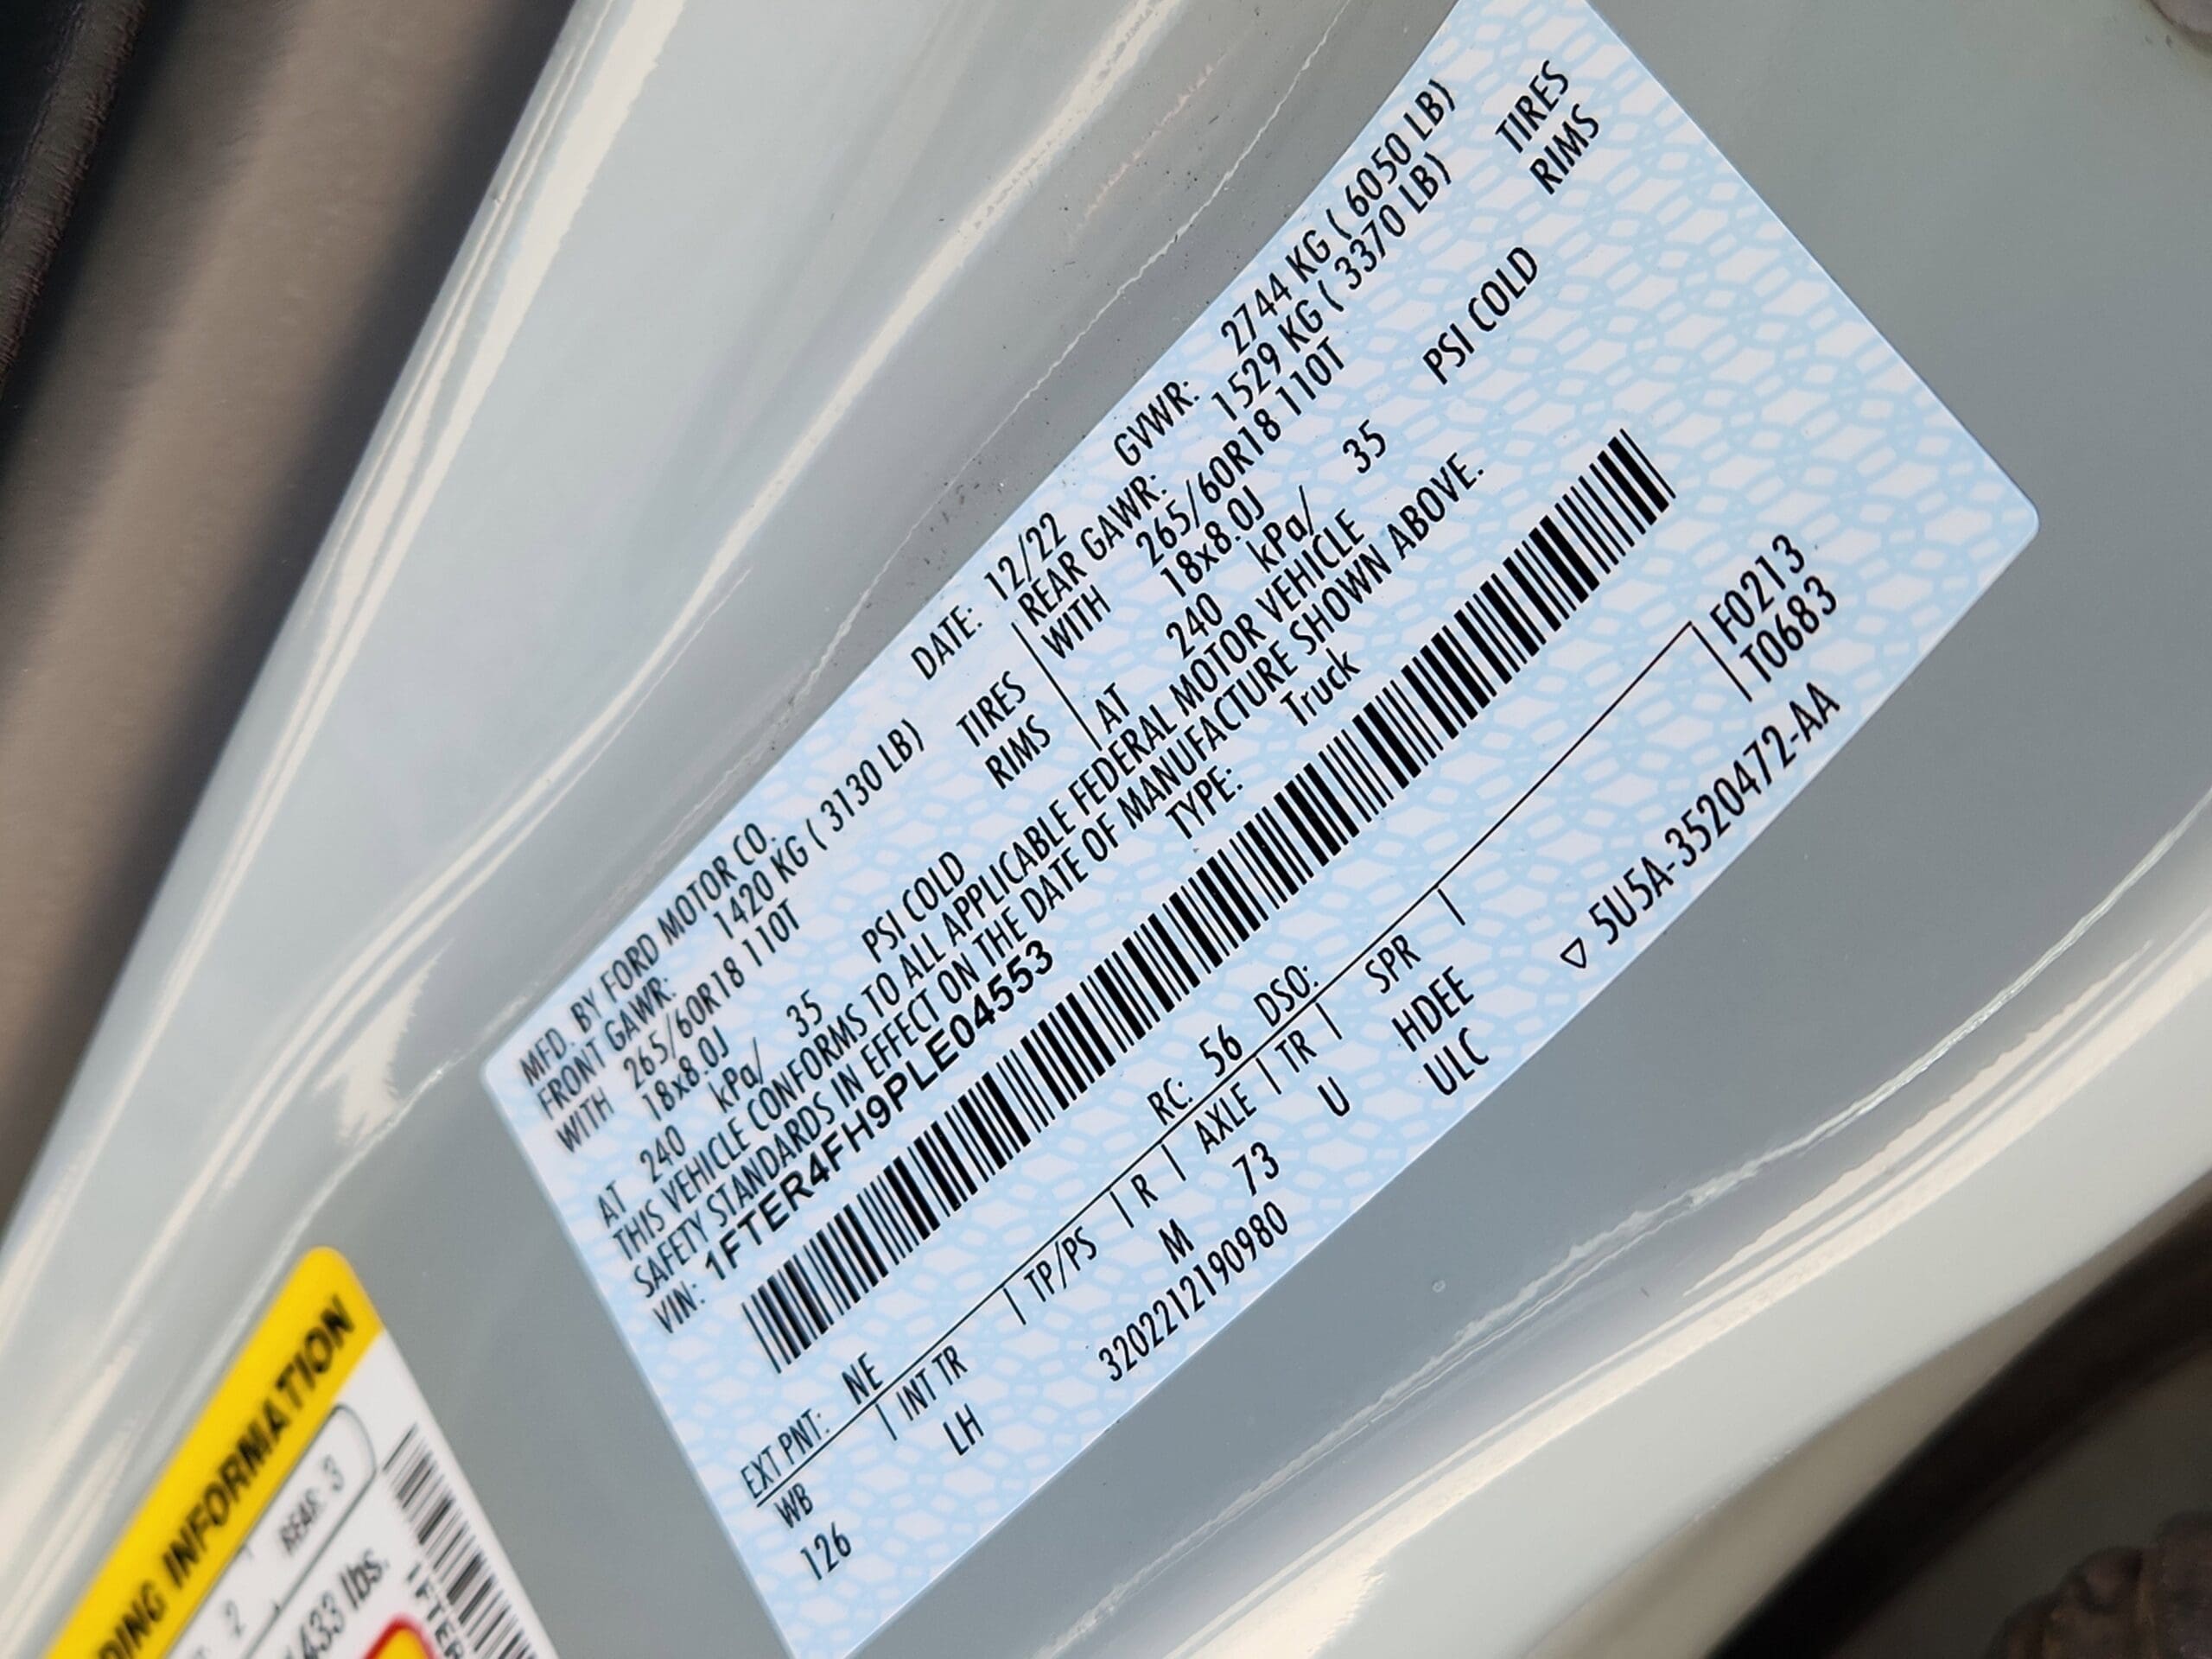 MFD. BY FORD MOTOR CO. DATE: 12/22 GVWR: 2744 KG ( 6050 LB)
FRONT GAWR: 1420 KG ( 3130 LB) REAR GAWR: 1529 KG ( 3370 LB)
WITH 265/60R18 110T TIRES WITH 265/60R18 110T TIRES
18x8.0J RIMS 18x8.0J RIMS
AT 240 kPa/ 35 PSI COLD AT 240 kPa/ 35 PSI COLD
THIS VEHICLE CONFORMS TO ALL APPLICABLE FEDERAL MOTOR VEHICLE
SAFETY STANDARDS IN EFFECT ON THE DATE OF MANUFACTURE SHOWN ABOVE.
VIN: 1FTER4FH9PLE04553 TYPE: Truck
EXT PNT: NE RC: 56 DSO: F0213
WB | INT TR | TP/PS | R | AXLE | TR | SPR | T0683
126 LH M 73 U HDEE
ULC
3202212190980 ▽ 5U5A-3520472-AA
DING INFORMATION
2 REAR: 3
433 lbs.
1FTER